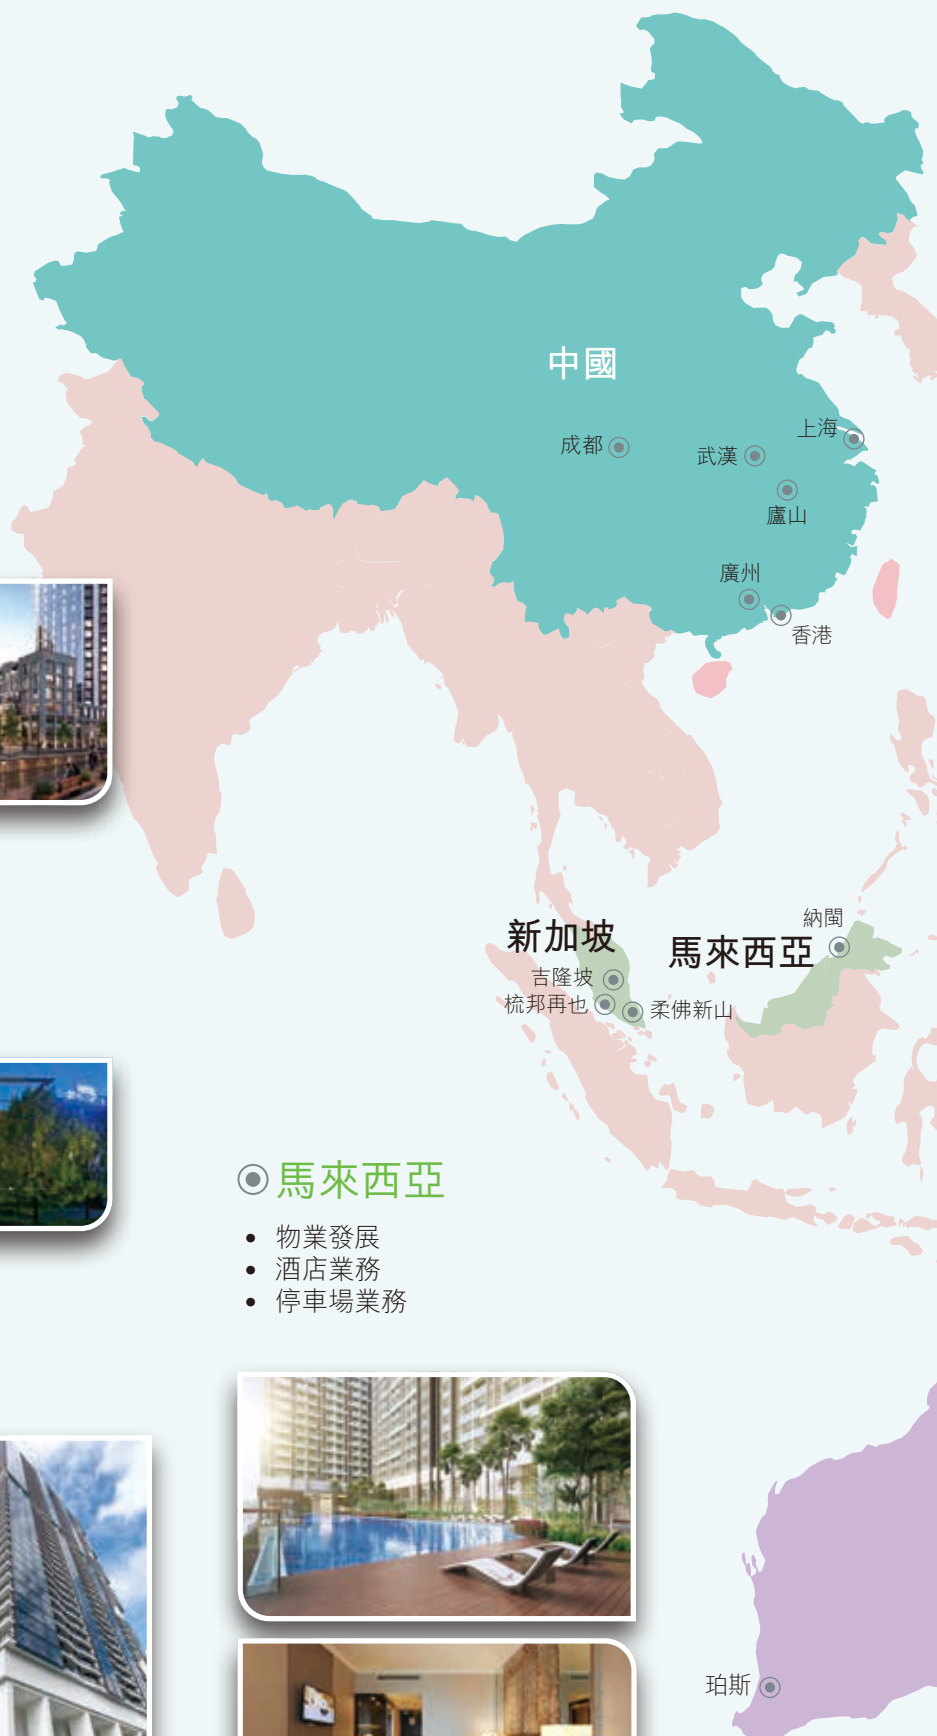 中國
上海
成都
武漢
廬山
廣州
香港
納閩
新加坡
馬來西亞
吉隆坡
梳邦再也
柔佛新山
馬來西亞
• 物業發展
• 酒店業務
• 停車場業務
珀斯